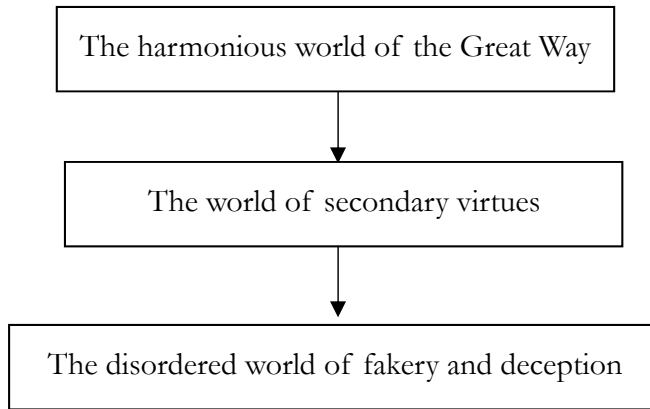 The harmonious world of the Great Way
The world of secondary virtues
The disordered world of fakery and deception